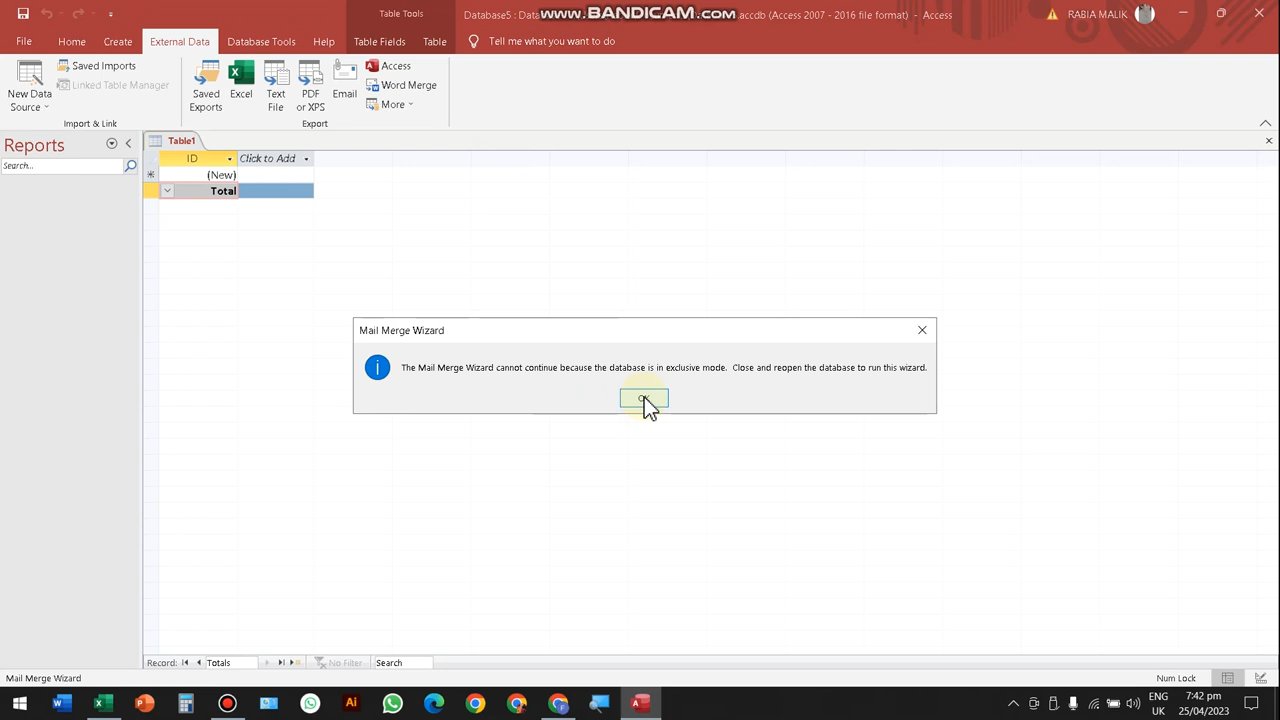 Table Tools
Database5 : Data
WWW.BANDICAM.COM
accdb (Access 2007 - 2016 file format) - Access
RABIA MALIK
File
Home
Create
External Data
Database Tools
Help
Table Fields
Table
Tell me what you want to do
New Data
Source
Saved Imports
Linked Table Manager
Import & Link
Saved
Exports
Excel
Text
File
PDF
or XPS
Email
Access
Word Merge
More
Export
Reports
Search...
Table1
ID
Click to Add
(New)
Total
Mail Merge Wizard
The Mail Merge Wizard cannot continue because the database is in exclusive mode. Close and reopen the database to run this wizard.
Record:
Totals
No Filter
Search
Mail Merge Wizard
Num Lock
ENG
UK
7:42 pm
25/04/2023